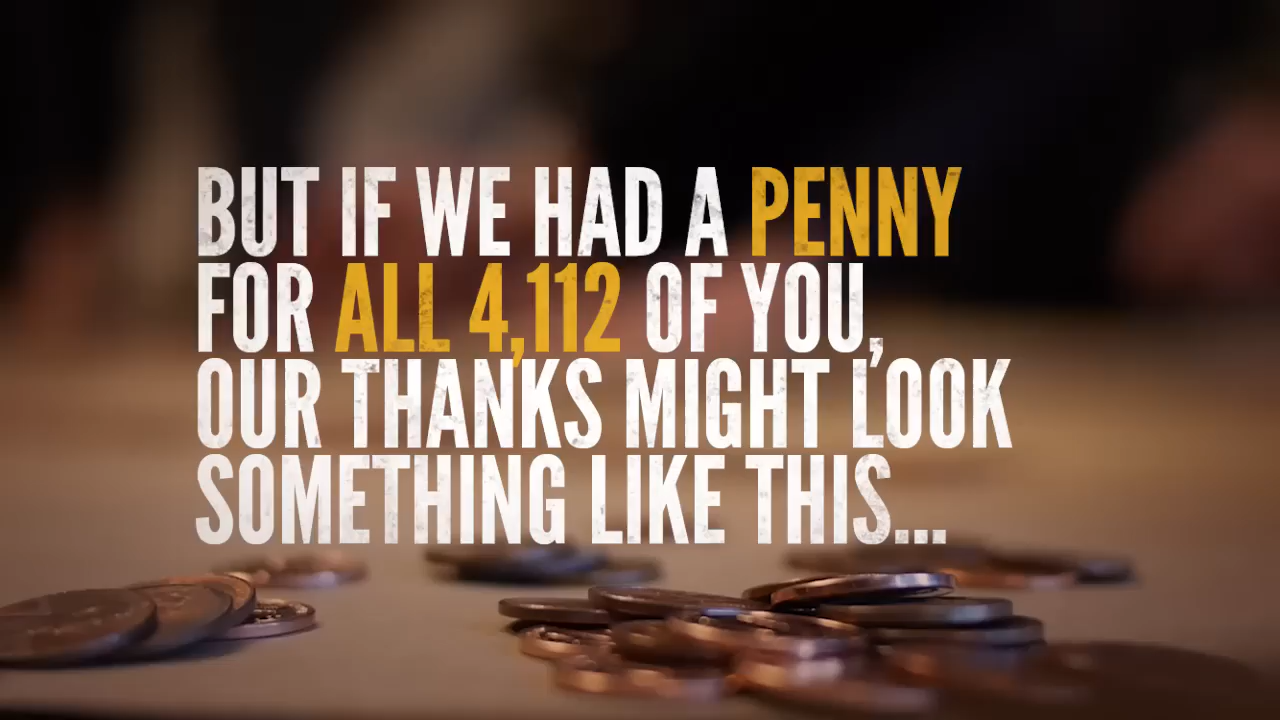 BUT IF WE HAD A PENNY
FOR ALL 4,112 OF YOU,
OUR THANKS MIGHT LOOK
SOMETHING LIKE THIS...